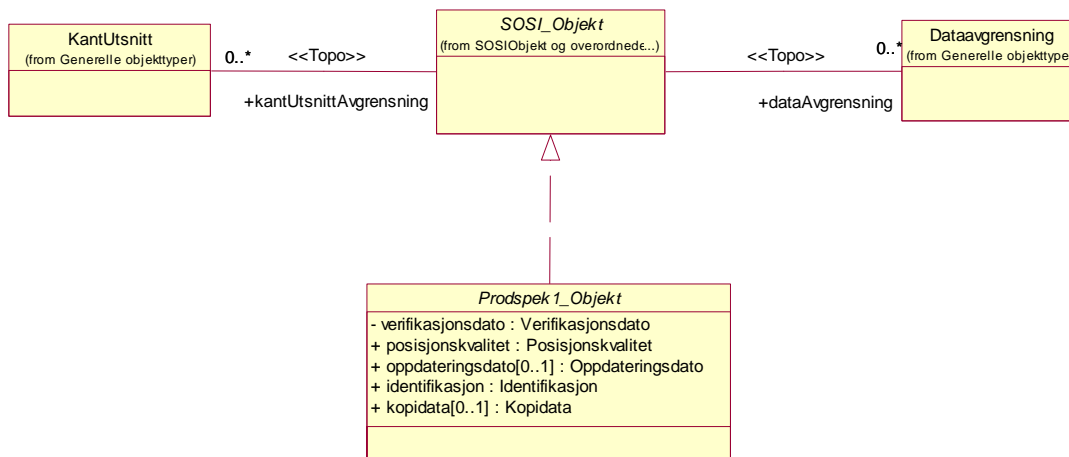 KantUtsnitt
(from Generelle objekttyper)
0..*
<<Topo>>
+kantUtsnittAvgrensning
SOSI_Objekt
(from SOSIObjekt og overordnede...)
<<Topo>>
0..*
+dataAvgrensning
Dataavgrensning
(from Generelle objekttype
Prodspek1_Objekt
- verifikasjonsdato : Verifikasjonsdato
+ posisjonskvalitet : Posisjonskvalitet
+ oppdateringsdato[0..1] : Oppdateringsdato
+ identifikasjon : Identifikasjon
+ kopidata[0..1] : Kopidata